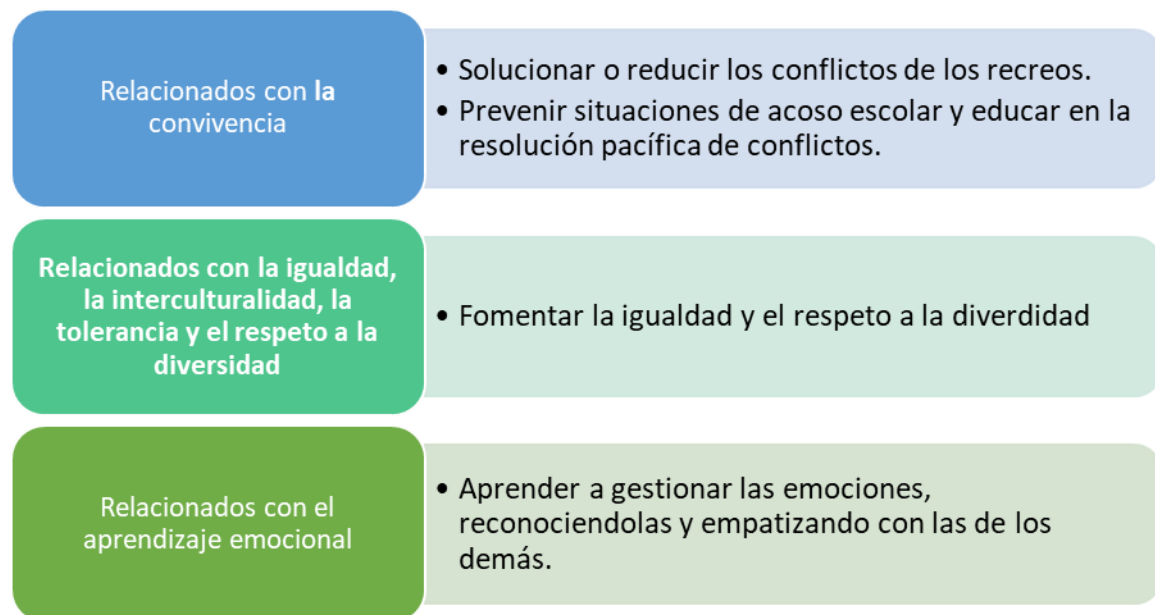 Relacionados con la
convivencia
• Solucionar o reducir los conflictos de los recreos.
• Prevenir situaciones de acoso escolar y educar en la
resolución pacífica de conflictos.
Relacionados con la igualdad,
la interculturalidad, la
tolerancia y el respeto a la
diversidad
• Fomentar la igualdad y el respeto a la diverdidad
Relacionados con el
aprendizaje emocional
• Aprender a gestionar las emociones,
reconociendolas y empatizando con las de los
demás.